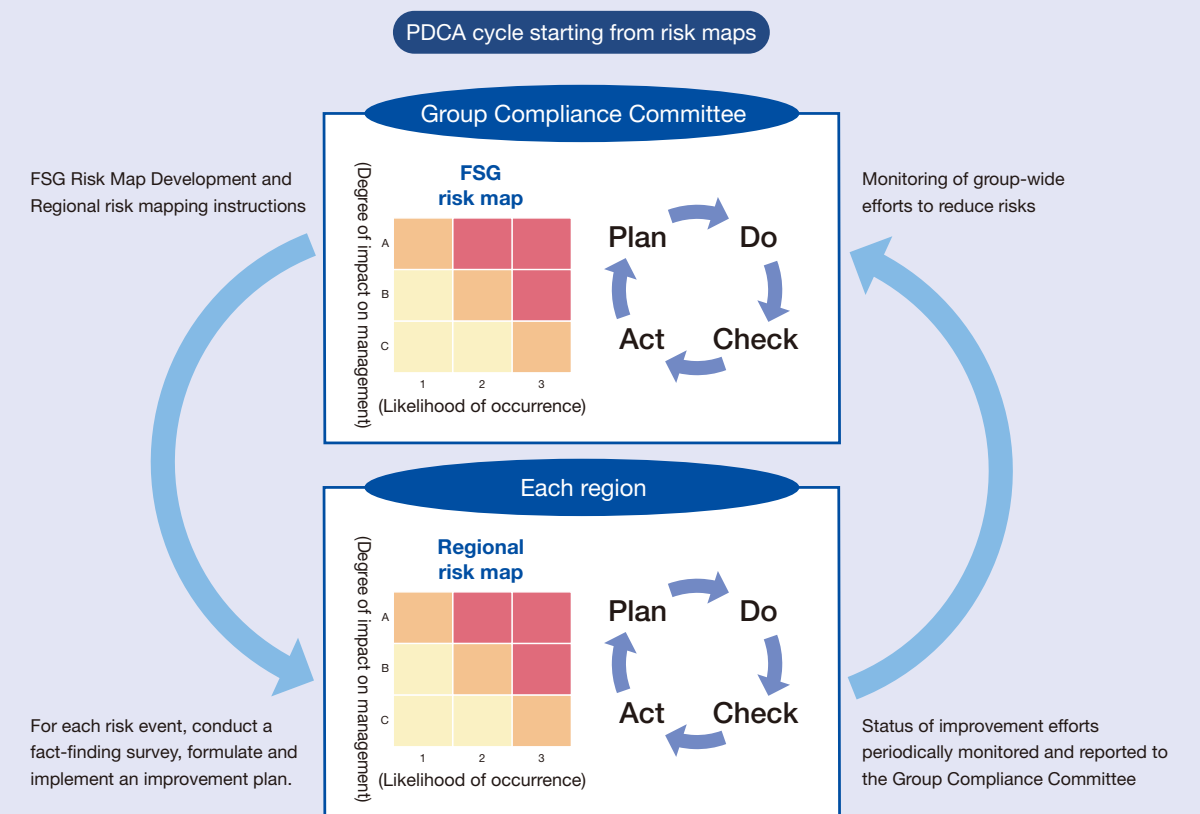 PDCA cycle starting from risk maps
Group Compliance Committee
FSG Risk Map Development and
Regional risk mapping instructions
(Degree of impact on management)
FSG
risk map
A
B
C
1 2 3
(Likelihood of occurrence)
Plan
Do
Check
Act
Monitoring of group-wide
efforts to reduce risks
Each region
For each risk event, conduct a
fact-finding survey, formulate and
implement an improvement plan.
(Degree of impact on management)
Regional
risk map
A
B
C
1 2 3
(Likelihood of occurrence)
Plan
Do
Check
Act
Status of improvement efforts
periodically monitored and reported to
the Group Compliance Committee